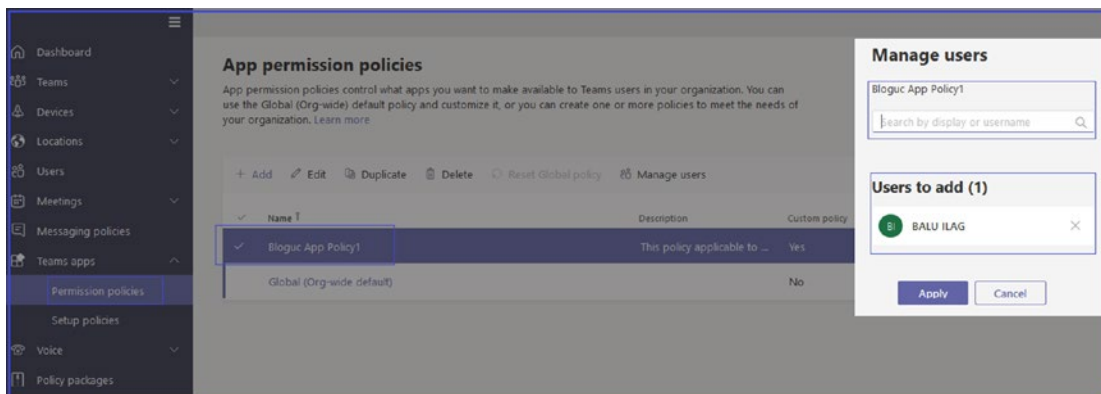 Dashboard
Teams
Devices
Locations
Users
Meetings
Messaging policies
Teams apps
Permission policies
Setup policies
Voice
Policy packages
App permission policies
App permission policies control what apps you want to make available to Teams users in your organization. You can
use the Global (Org-wide) default policy and customize it, or you can create one or more policies to meet the needs of
your organization. Learn more
+ Add Edit Duplicate Delete Reset Global policy Manage users
Name Description Custom policy
Bloguc App Policy1 This policy applicable to ... Yes
Global (Org-wide default) No
Manage users
Bloguc App Policy1
Search by display or username
Users to add (1)
BI BALU ILAG
Apply Cancel